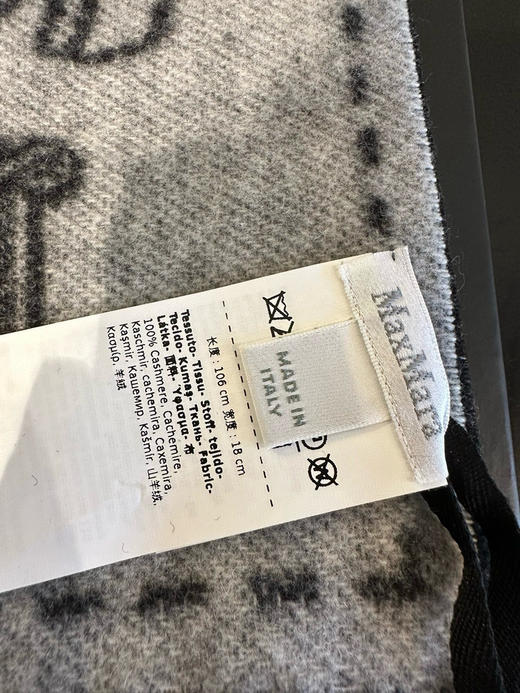 MaxMara
MADE IN
ITALY
长度：106 cm 宽度：18 cm
Tessuto- Tissu- Stoff- tejido-
Tecido- Kumaş- Ткань- Fabric-
Látka- 面料- Ύφασμα- 布
100% Cashmere, Cachemire,
Kaschmir, cachemira, Caxemira,
Kaşmir, Кашемир, Kašmír, 山羊绒,
Κασμίρ, 羊绒